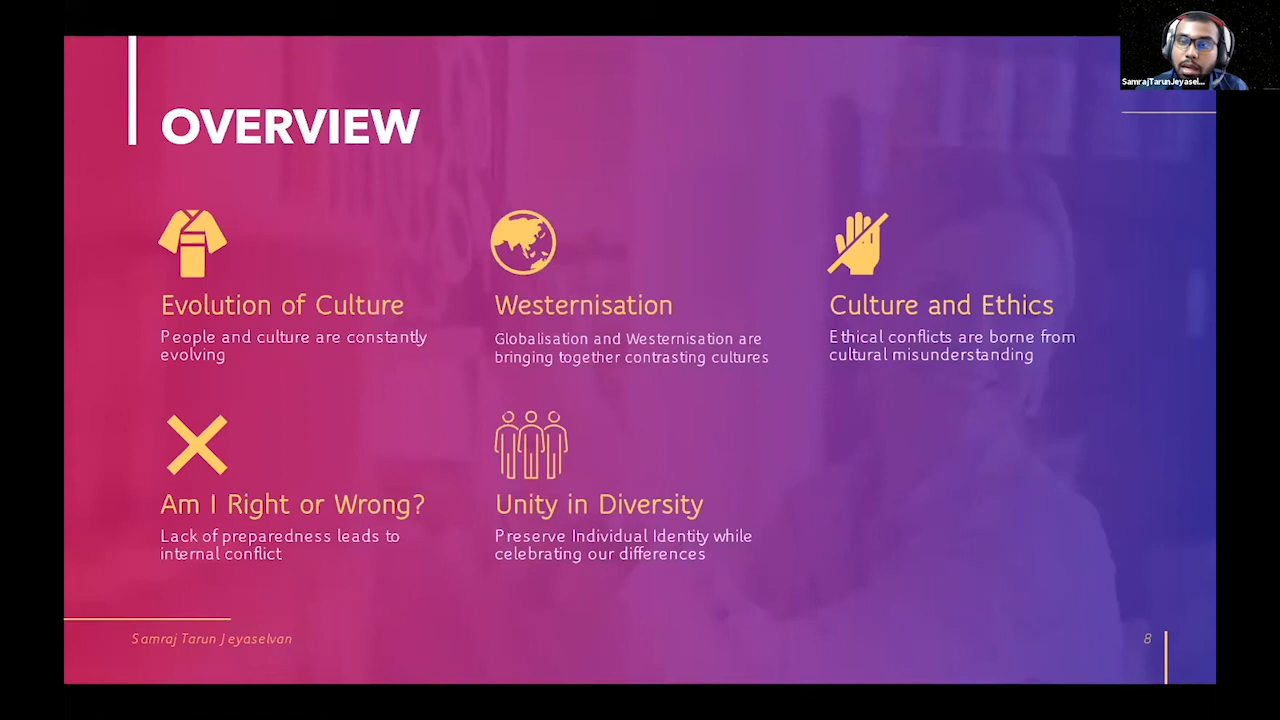 SamrajTarunJeyasel...
OVERVIEW
Evolution of Culture
People and culture are constantly
evolving
Westernisation
Globalisation and Westernisation are
bringing together contrasting cultures
Culture and Ethics
Ethical conflicts are borne from
cultural misunderstanding
Am I Right or Wrong?
Lack of preparedness leads to
internal conflict
Unity in Diversity
Preserve Individual Identity while
celebrating our differences
Samraj Tarun Jeyaselvan
8